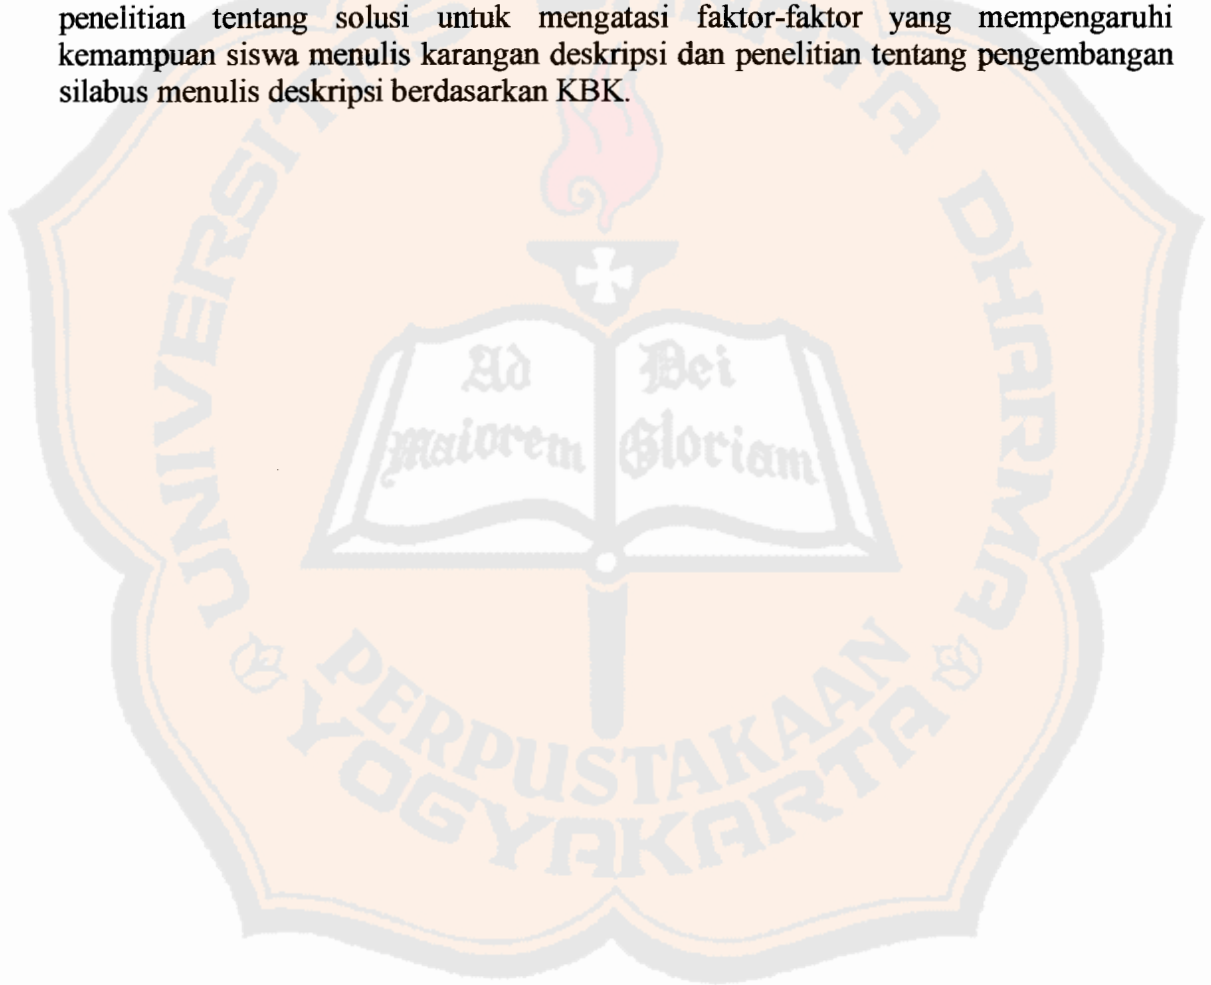 penelitian tentang solusi untuk mengatasi faktor-faktor yang mempengaruhi
kemampuan siswa menulis karangan deskripsi dan penelitian tentang pengembangan
silabus menulis deskripsi berdasarkan KBK.
UNIVERSITAS SANATA DHARMA
Ad
maiorem
Dei
Gloriam
PERPUSTAKAAN
YOGYAKARTA